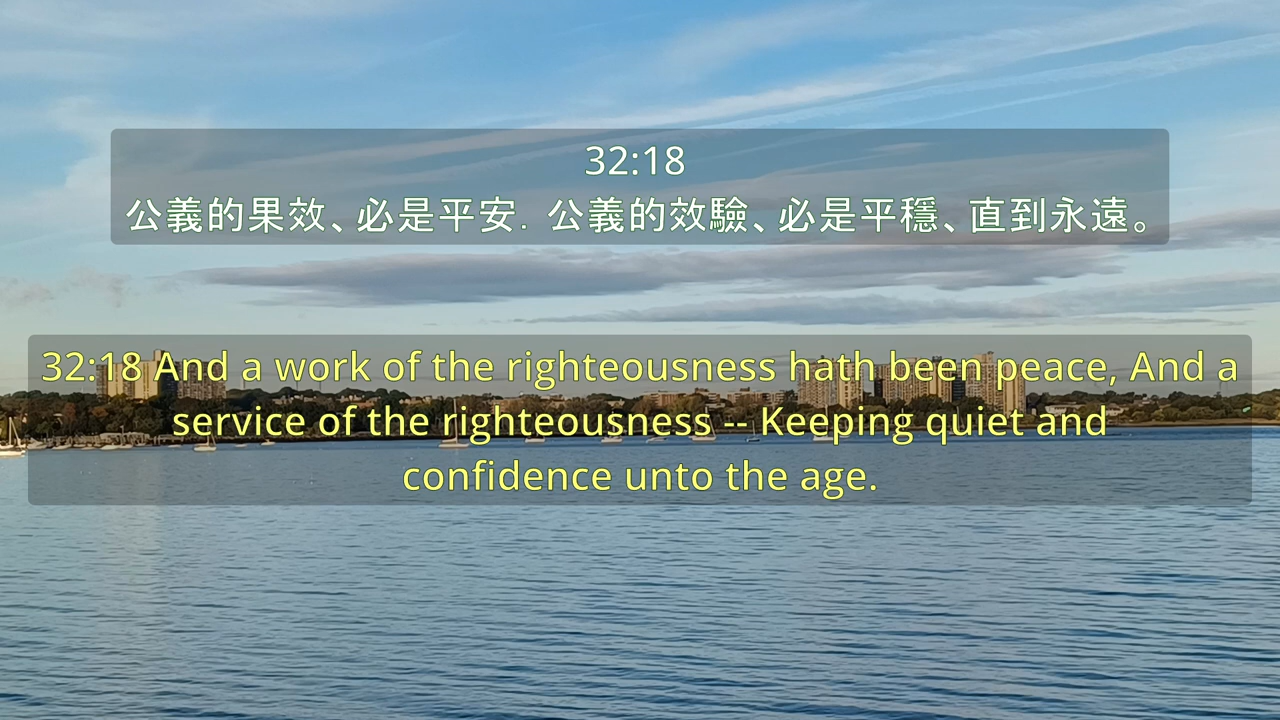 32:18
公義的果效、必是平安．公義的效驗、必是平穩、直到永遠。
32:18 And a work of the righteousness hath been peace, And a
service of the righteousness -- Keeping quiet and
confidence unto the age.